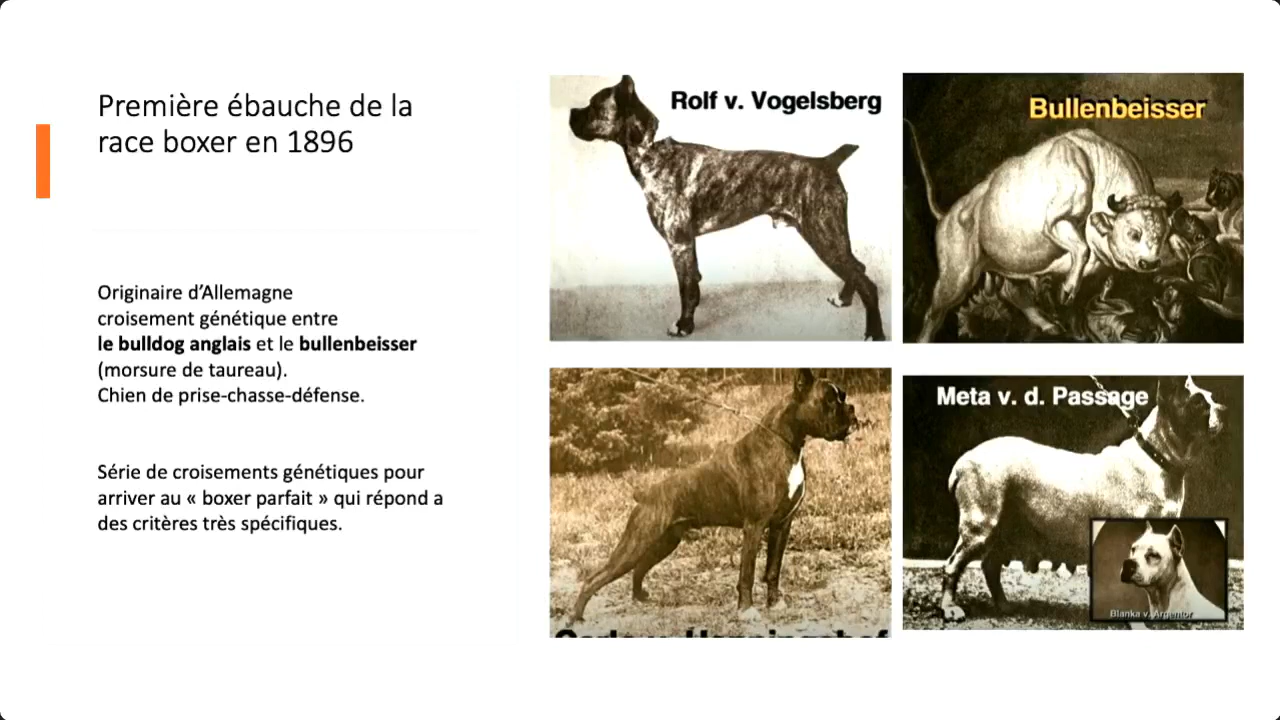 Première ébauche de la
race boxer en 1896
Originaire d’Allemagne
croisement génétique entre
le bulldog anglais et le bullenbeisser
(morsure de taureau).
Chien de prise-chasse-défense.
Série de croisements génétiques pour
arriver au « boxer parfait » qui répond a
des critères très spécifiques.
Rolf v. Vogelsberg
Bullenbeisser
Meta v. d. Passage
Blanka v. Argentor